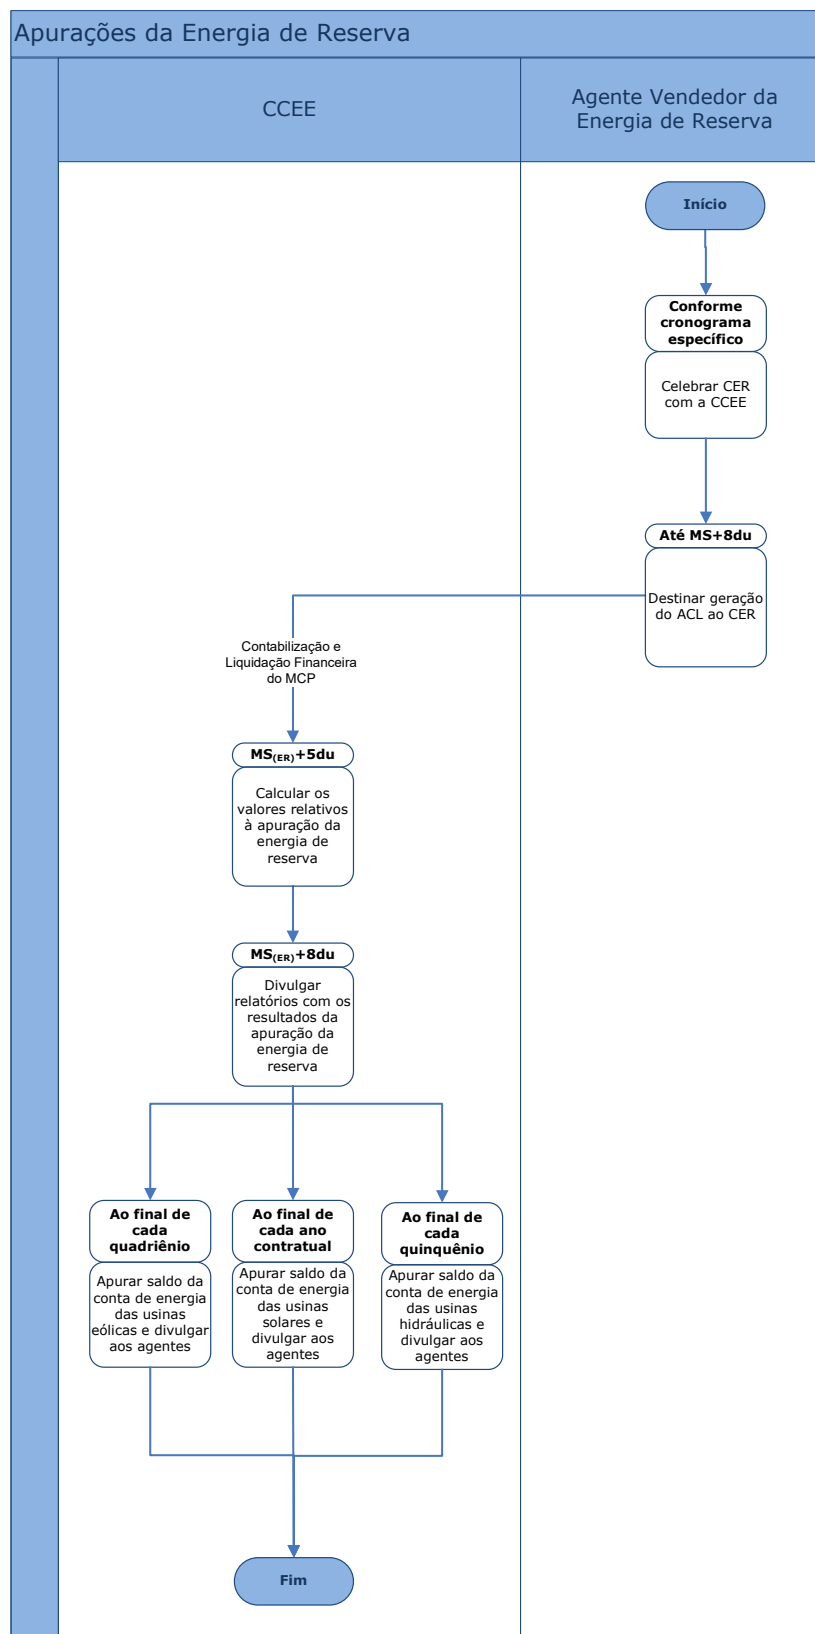 Apurações da Energia de Reserva
CCEE
Agente Vendedor da
Energia de Reserva
Início
Conforme
cronograma
específico
Celebrar CER
com a CCEE
Até MS+8du
Destinar geração
do ACL ao CER
Contabilização e
Liquidação Financeira
do MCP
MS(ER)+5du
Calcular os
valores relativos
à apuração da
energia de
reserva
MS(ER)+8du
Divulgar
relatórios com os
resultados da
apuração da
energia de
reserva
Ao final de
cada
quadriênio
Apurar saldo da
conta de energia
das usinas
eólicas e divulgar
aos agentes
Ao final de
cada ano
contratual
Apurar saldo da
conta de energia
das usinas
solares e
divulgar aos
agentes
Ao final de
cada
quinquênio
Apurar saldo da
conta de energia
das usinas
hidráulicas e
divulgar aos
agentes
Fim